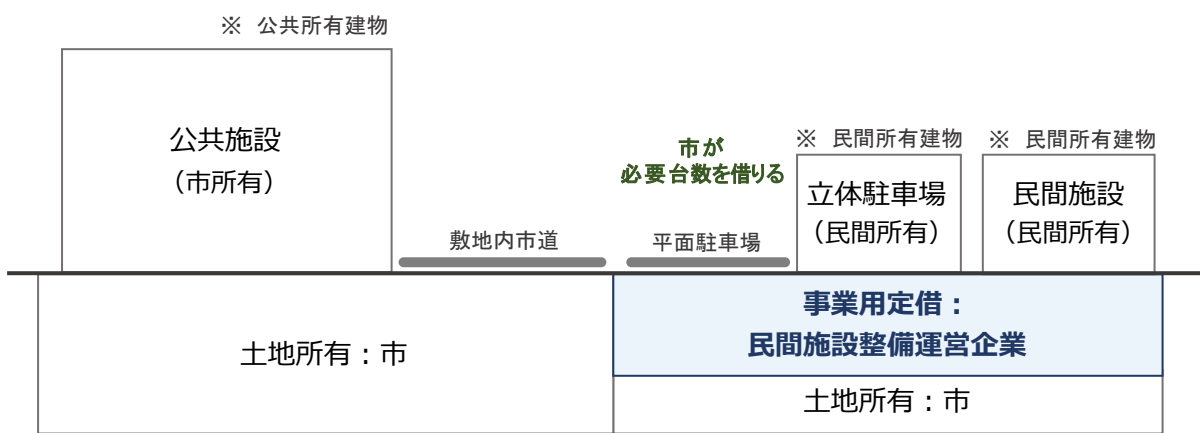 ※ 公共所有建物
公共施設
（市所有）
敷地内市道
市が
必要台数を借りる
平面駐車場
※ 民間所有建物
立体駐車場
（民間所有）
※ 民間所有建物
民間施設
（民間所有）
土地所有：市
事業用定借：
民間施設整備運営企業
土地所有：市